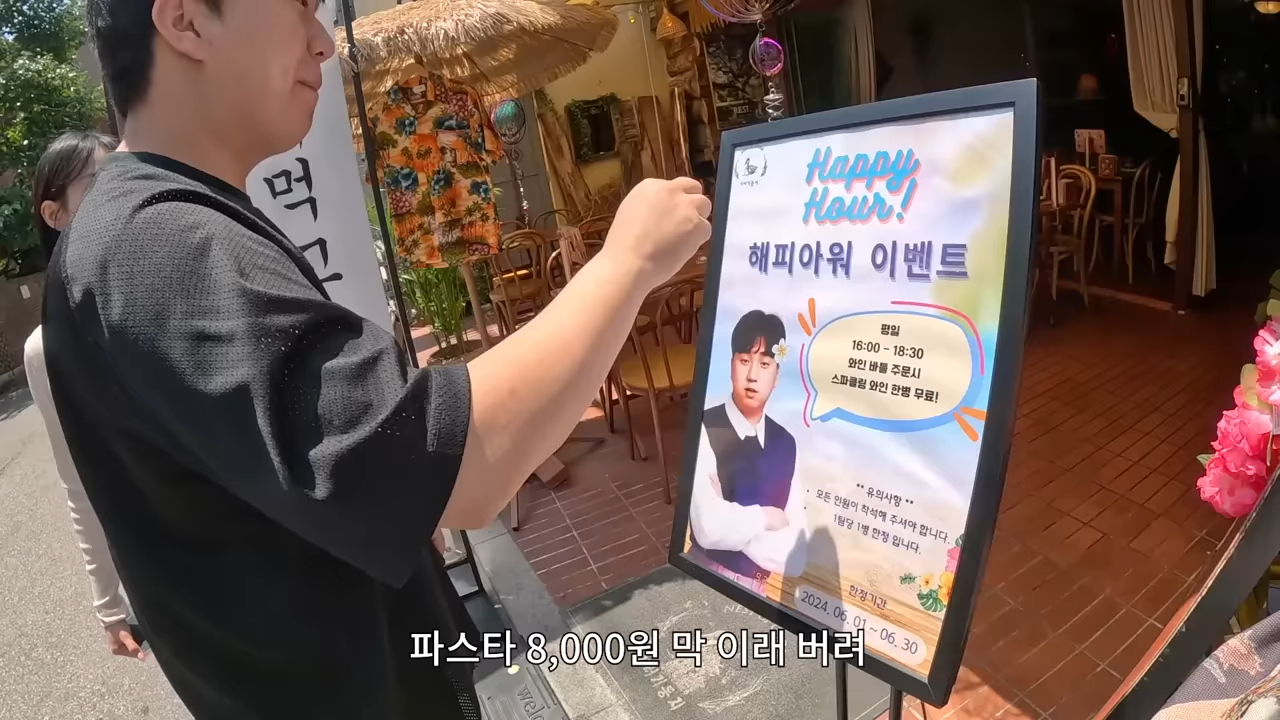 먹
Happy
Hour!
해피아워 이벤트
평일
16:00 - 18:30
와인 바틀 주문시
스파클링 와인 한병 무료!
** 유의사항 **
· 모든 인원이 착석해 주셔야 합니다.
· 1팀당 1병 한정 입니다.
한정기간
2024. 06. 01 ~ 06. 30
파스타 8,000원 막 이래 버려